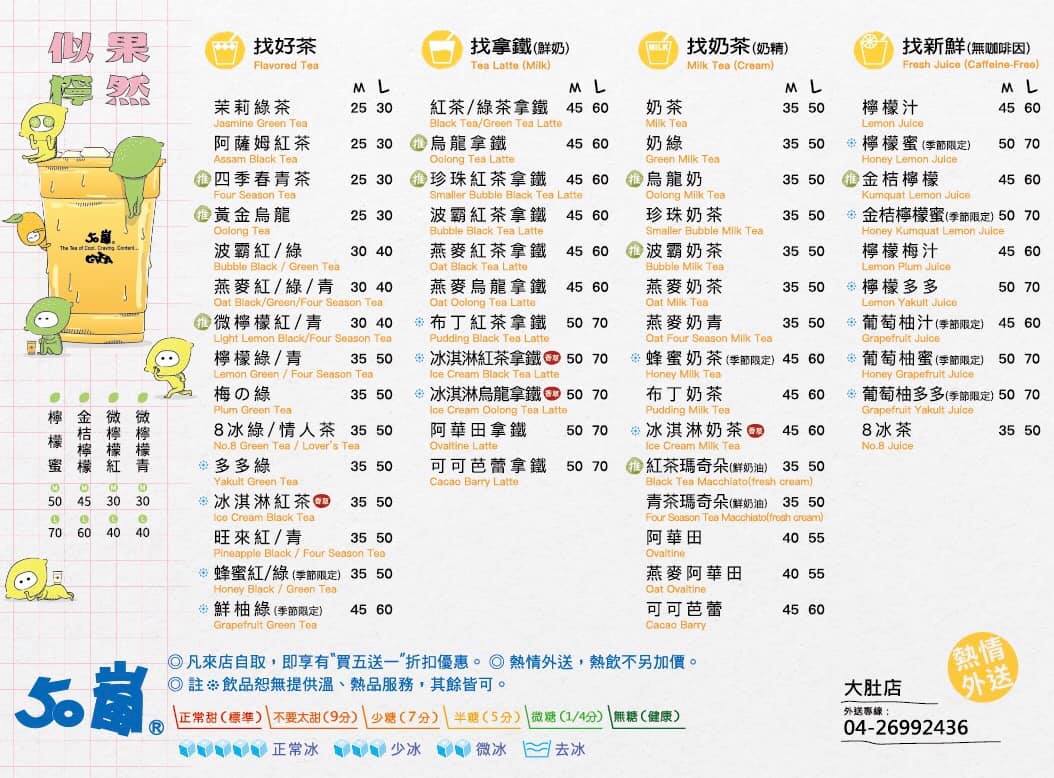 似果
檸然
50嵐
The Tea of Cool. Craving. Content...
檸檬蜜 M 50 L 70
金桔檸檬 M 45 L 60
微檸檬紅 M 30 L 40
微檸檬青 M 30 L 40
找好茶
Flavored Tea
M L
茉莉綠茶 25 30
Jasmine Green Tea
阿薩姆紅茶 25 30
Assam Black Tea
推 四季春青茶 25 30
Four Season Tea
推 黃金烏龍 25 30
Oolong Tea
波霸紅/綠 30 40
Bubble Black / Green Tea
燕麥紅/綠/青 30 40
Oat Black/Green/Four Season Tea
推 微檸檬紅/青 30 40
Light Lemon Black/Four Season Tea
檸檬綠/青 35 50
Lemon Green / Four Season Tea
梅の綠 35 50
Plum Green Tea
8冰綠/情人茶 35 50
No.8 Green Tea / Lover's Tea
※ 多多綠 35 50
Yakult Green Tea
※ 冰淇淋紅茶 香草 35 50
Ice Cream Black Tea
旺來紅/青 35 50
Pineapple Black / Four Season Tea
※ 蜂蜜紅/綠(季節限定) 35 50
Honey Black / Green Tea
※ 鮮柚綠(季節限定) 45 60
Grapefruit Green Tea
找拿鐵(鮮奶)
Tea Latte (Milk)
M L
紅茶/綠茶拿鐵 45 60
Black Tea/Green Tea Latte
推 烏龍拿鐵 45 60
Oolong Tea Latte
推 珍珠紅茶拿鐵 45 60
Smaller Bubble Black Tea Latte
波霸紅茶拿鐵 45 60
Bubble Black Tea Latte
燕麥紅茶拿鐵 45 60
Oat Black Tea Latte
燕麥烏龍拿鐵 45 60
Oat Oolong Tea Latte
※ 布丁紅茶拿鐵 50 70
Pudding Black Tea Latte
※ 冰淇淋紅茶拿鐵 香草 50 70
Ice Cream Black Tea Latte
※ 冰淇淋烏龍拿鐵 香草 50 70
Ice Cream Oolong Tea Latte
阿華田拿鐵 50 70
Ovaltine Latte
可可芭蕾拿鐵 50 70
Cacao Barry Latte
找奶茶(奶精)
Milk Tea (Cream)
MILK
M L
奶茶 35 50
Milk Tea
奶綠 35 50
Green Milk Tea
推 烏龍奶 35 50
Oolong Milk Tea
珍珠奶茶 35 50
Smaller Bubble Milk Tea
推 波霸奶茶 35 50
Bubble Milk Tea
燕麥奶茶 35 50
Oat Milk Tea
燕麥奶青 35 50
Oat Four Season Milk Tea
※ 蜂蜜奶茶(季節限定) 45 60
Honey Milk Tea
布丁奶茶 45 60
Pudding Milk Tea
※ 冰淇淋奶茶 香草 45 60
Ice Cream Milk Tea
推 紅茶瑪奇朵(鮮奶油) 35 50
Black Tea Macchiato(fresh cream)
青茶瑪奇朵(鮮奶油) 35 50
Four Season Tea Macchiato(fresh cream)
阿華田 40 55
Ovaltine
燕麥阿華田 40 55
Oat Ovaltine
可可芭蕾 45 60
Cacao Barry
找新鮮(無咖啡因)
Fresh Juice (Caffeine-Free)
M L
檸檬汁 45 60
Lemon Juice
※ 檸檬蜜(季節限定) 50 70
Honey Lemon Juice
推 金桔檸檬 45 60
Kumquat Lemon Juice
※ 金桔檸檬蜜(季節限定) 50 70
Honey Kumquat Lemon Juice
檸檬梅汁 45 60
Lemon Plum Juice
※ 檸檬多多 50 70
Lemon Yakult Juice
※ 葡萄柚汁(季節限定) 45 60
Grapefruit Juice
※ 葡萄柚蜜(季節限定) 50 70
Honey Grapefruit Juice
※ 葡萄柚多多(季節限定) 50 70
Grapefruit Yakult Juice
8冰茶 35 50
No.8 Juice
50嵐®
◎凡來店自取，即享有"買五送一"折扣優惠。 ◎熱情外送，熱飲不另加價。
◎註※飲品恕無提供溫、熱品服務，其餘皆可。
正常甜(標準) 不要太甜(9分) 少糖(7分) 半糖(5分) 微糖(1/4分) 無糖(健康)
正常冰 少冰 微冰 去冰
熱情
外送
大肚店
外送專線：
04-26992436